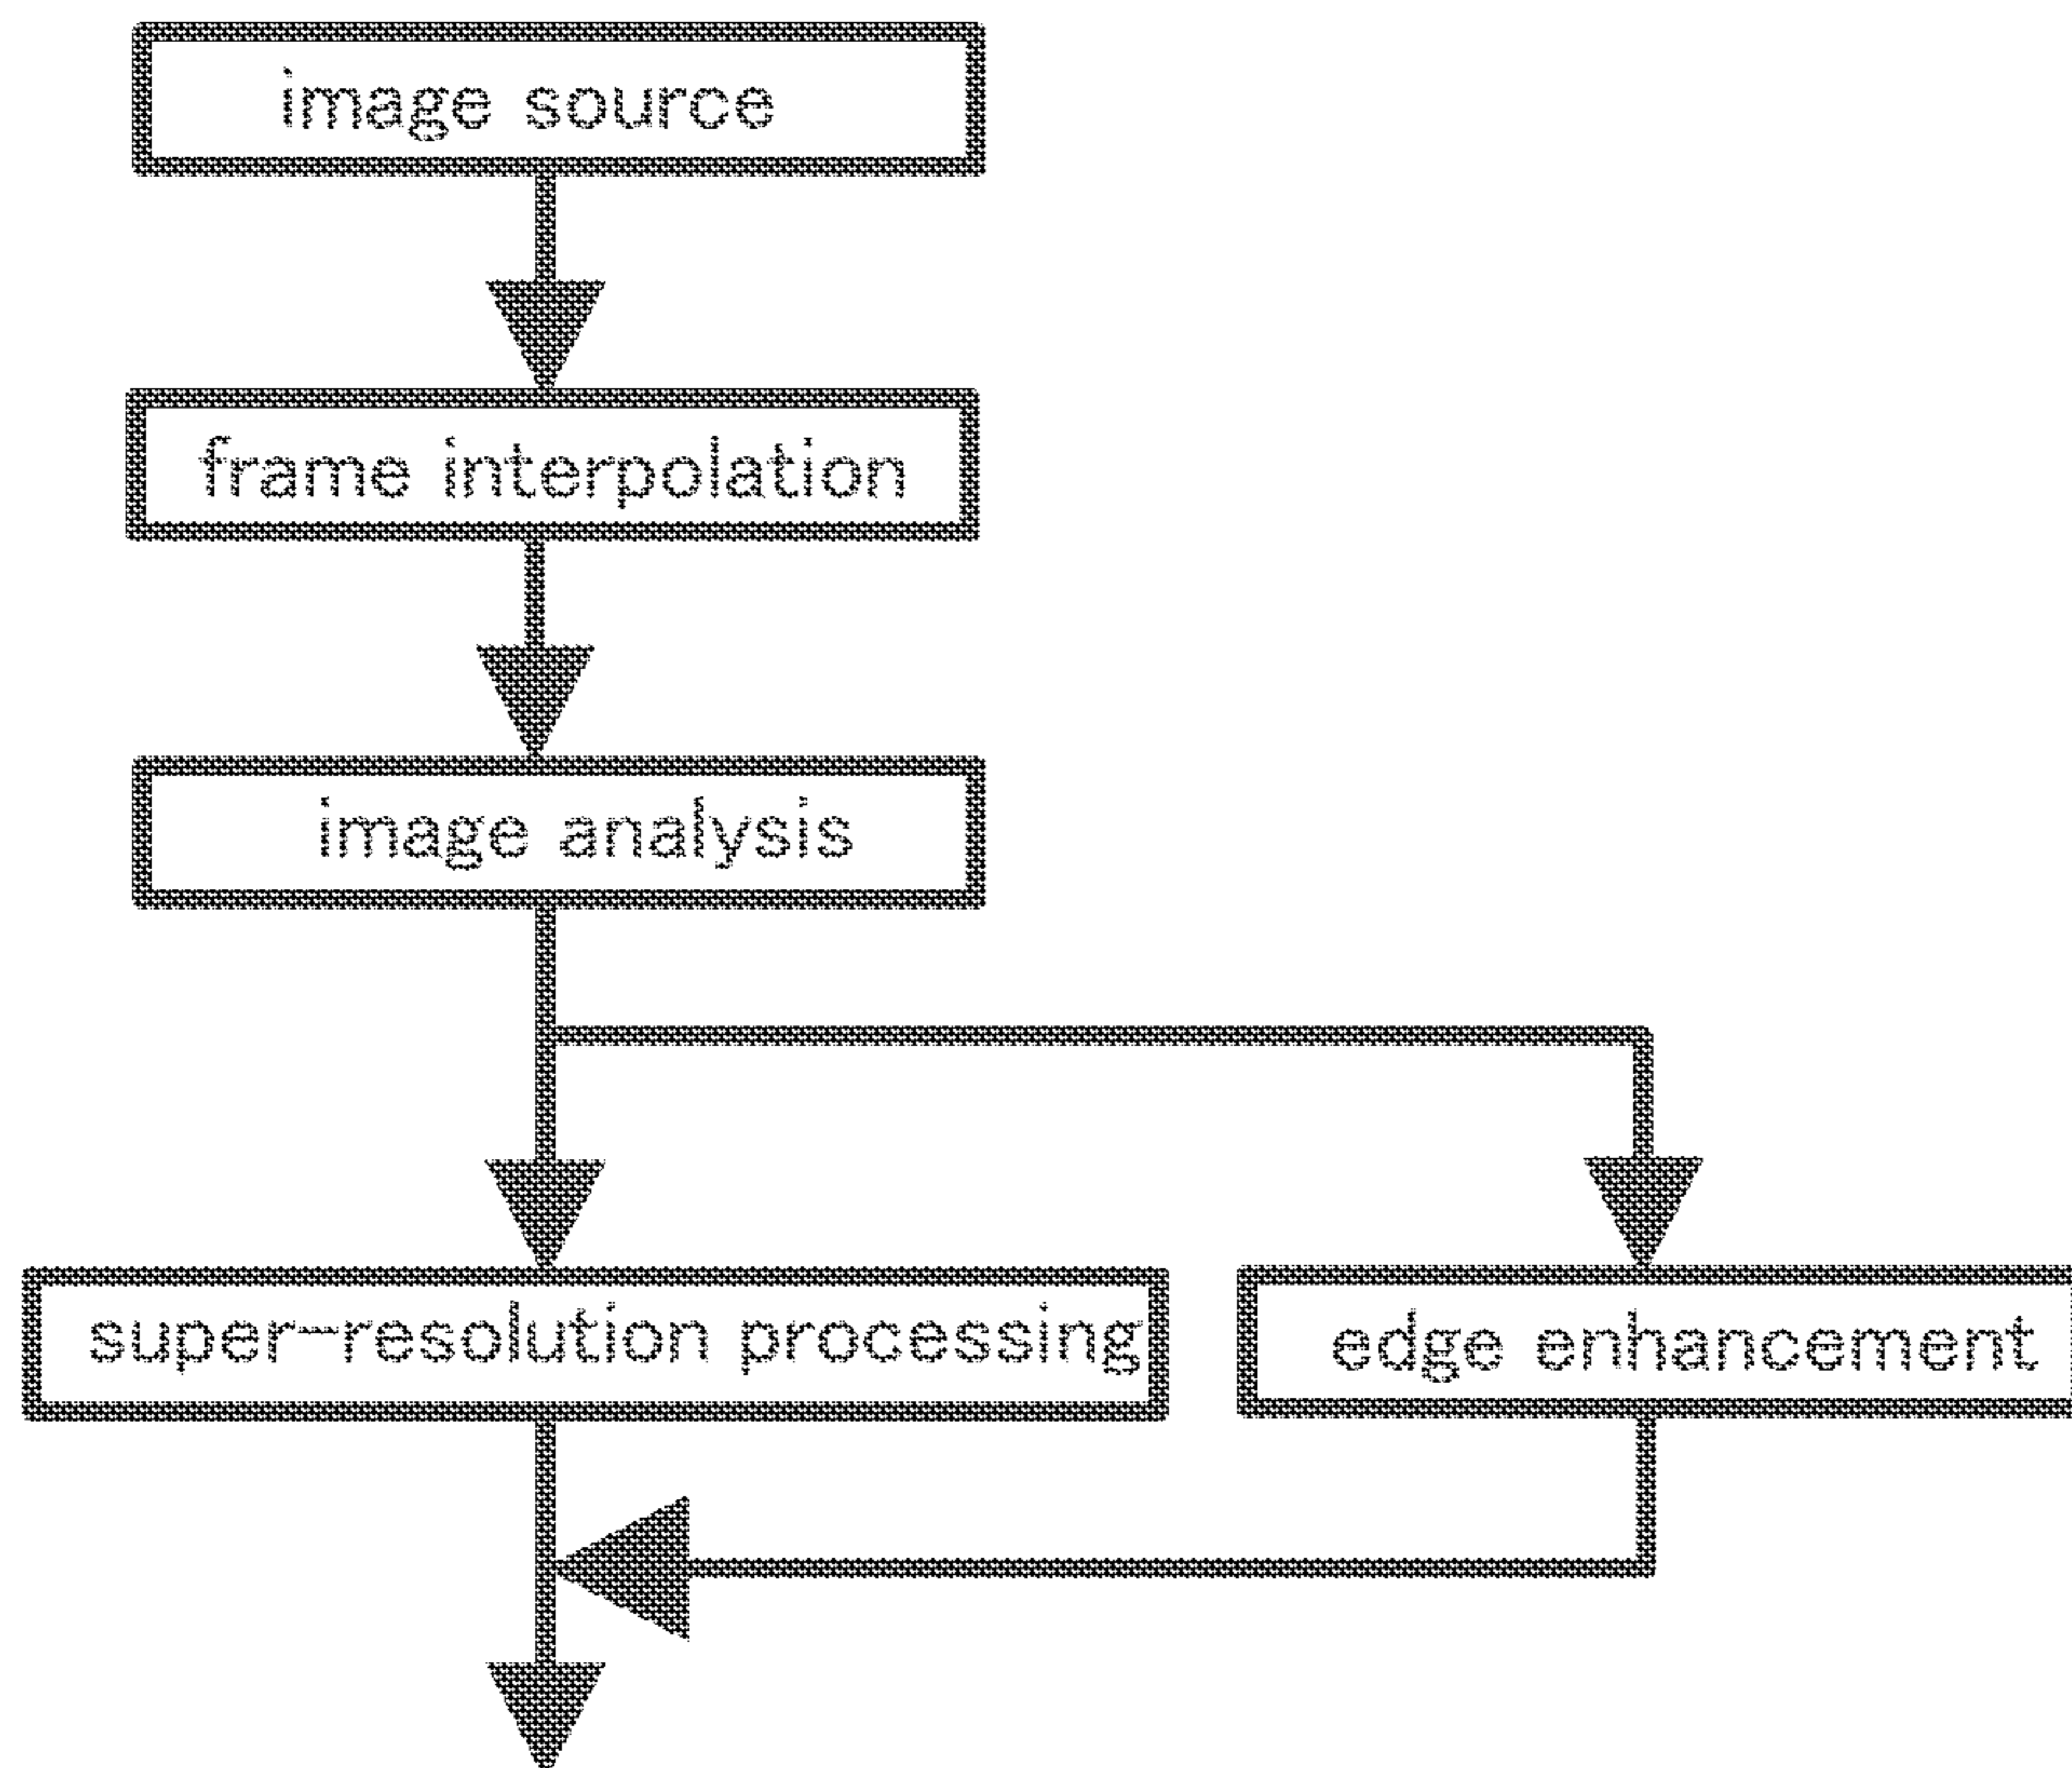 image source
frame interpolation
image analysis
super-resolution processing
edge enhancement